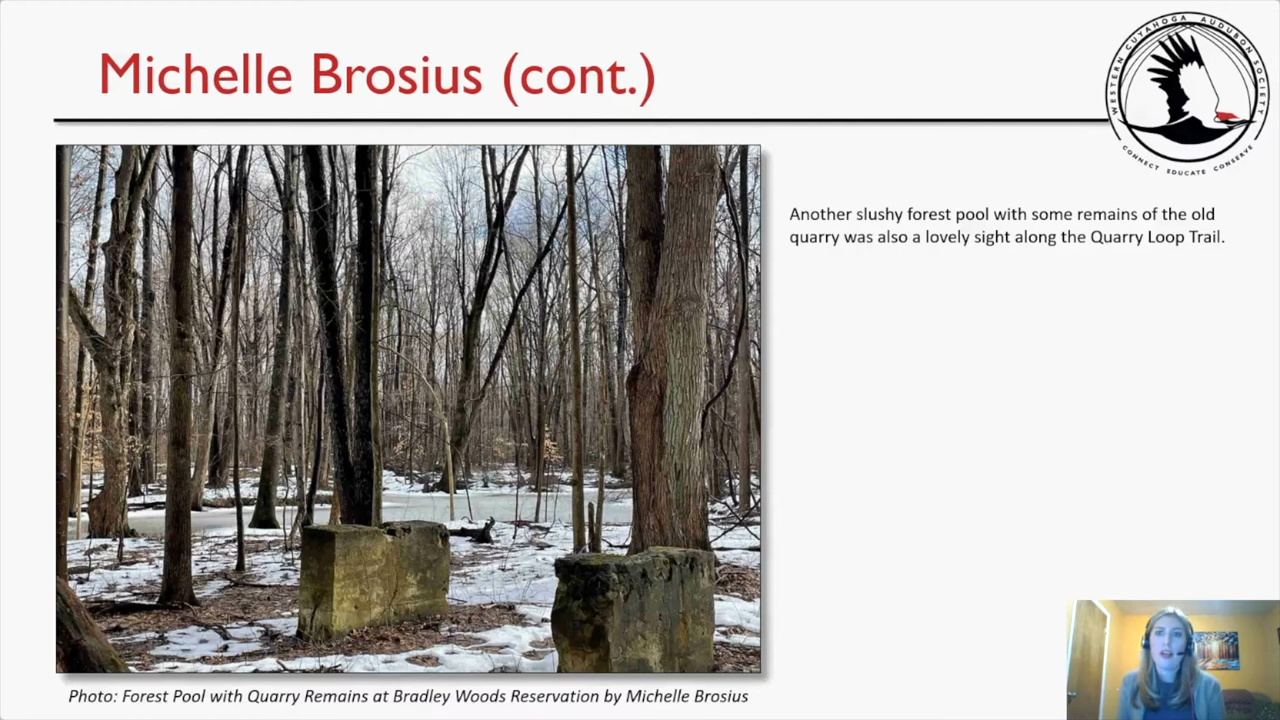 Michelle Brosius (cont.)
WESTERN CUYAHOGA AUDUBON SOCIETY
CONNECT EDUCATE CONSERVE
Another slushy forest pool with some remains of the old
quarry was also a lovely sight along the Quarry Loop Trail.
Photo: Forest Pool with Quarry Remains at Bradley Woods Reservation by Michelle Brosius